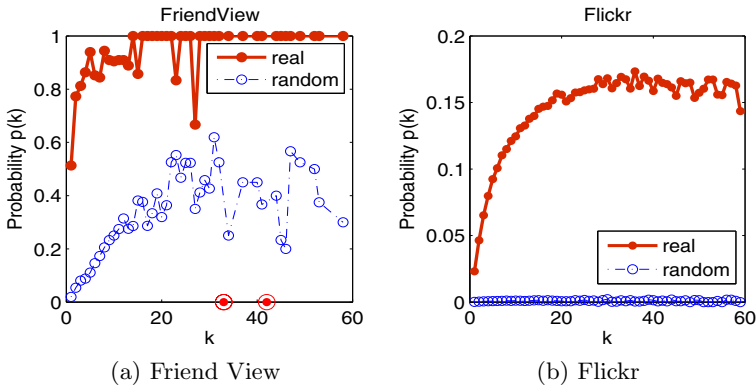 FriendView
Probability p(k)
1
0.8
0.6
0.4
0.2
0
0
20
40
60
k
real
random
(a) Friend View
Flickr
Probability p(k)
0.2
0.15
0.1
0.05
0
0
20
40
60
k
real
random
(b) Flickr